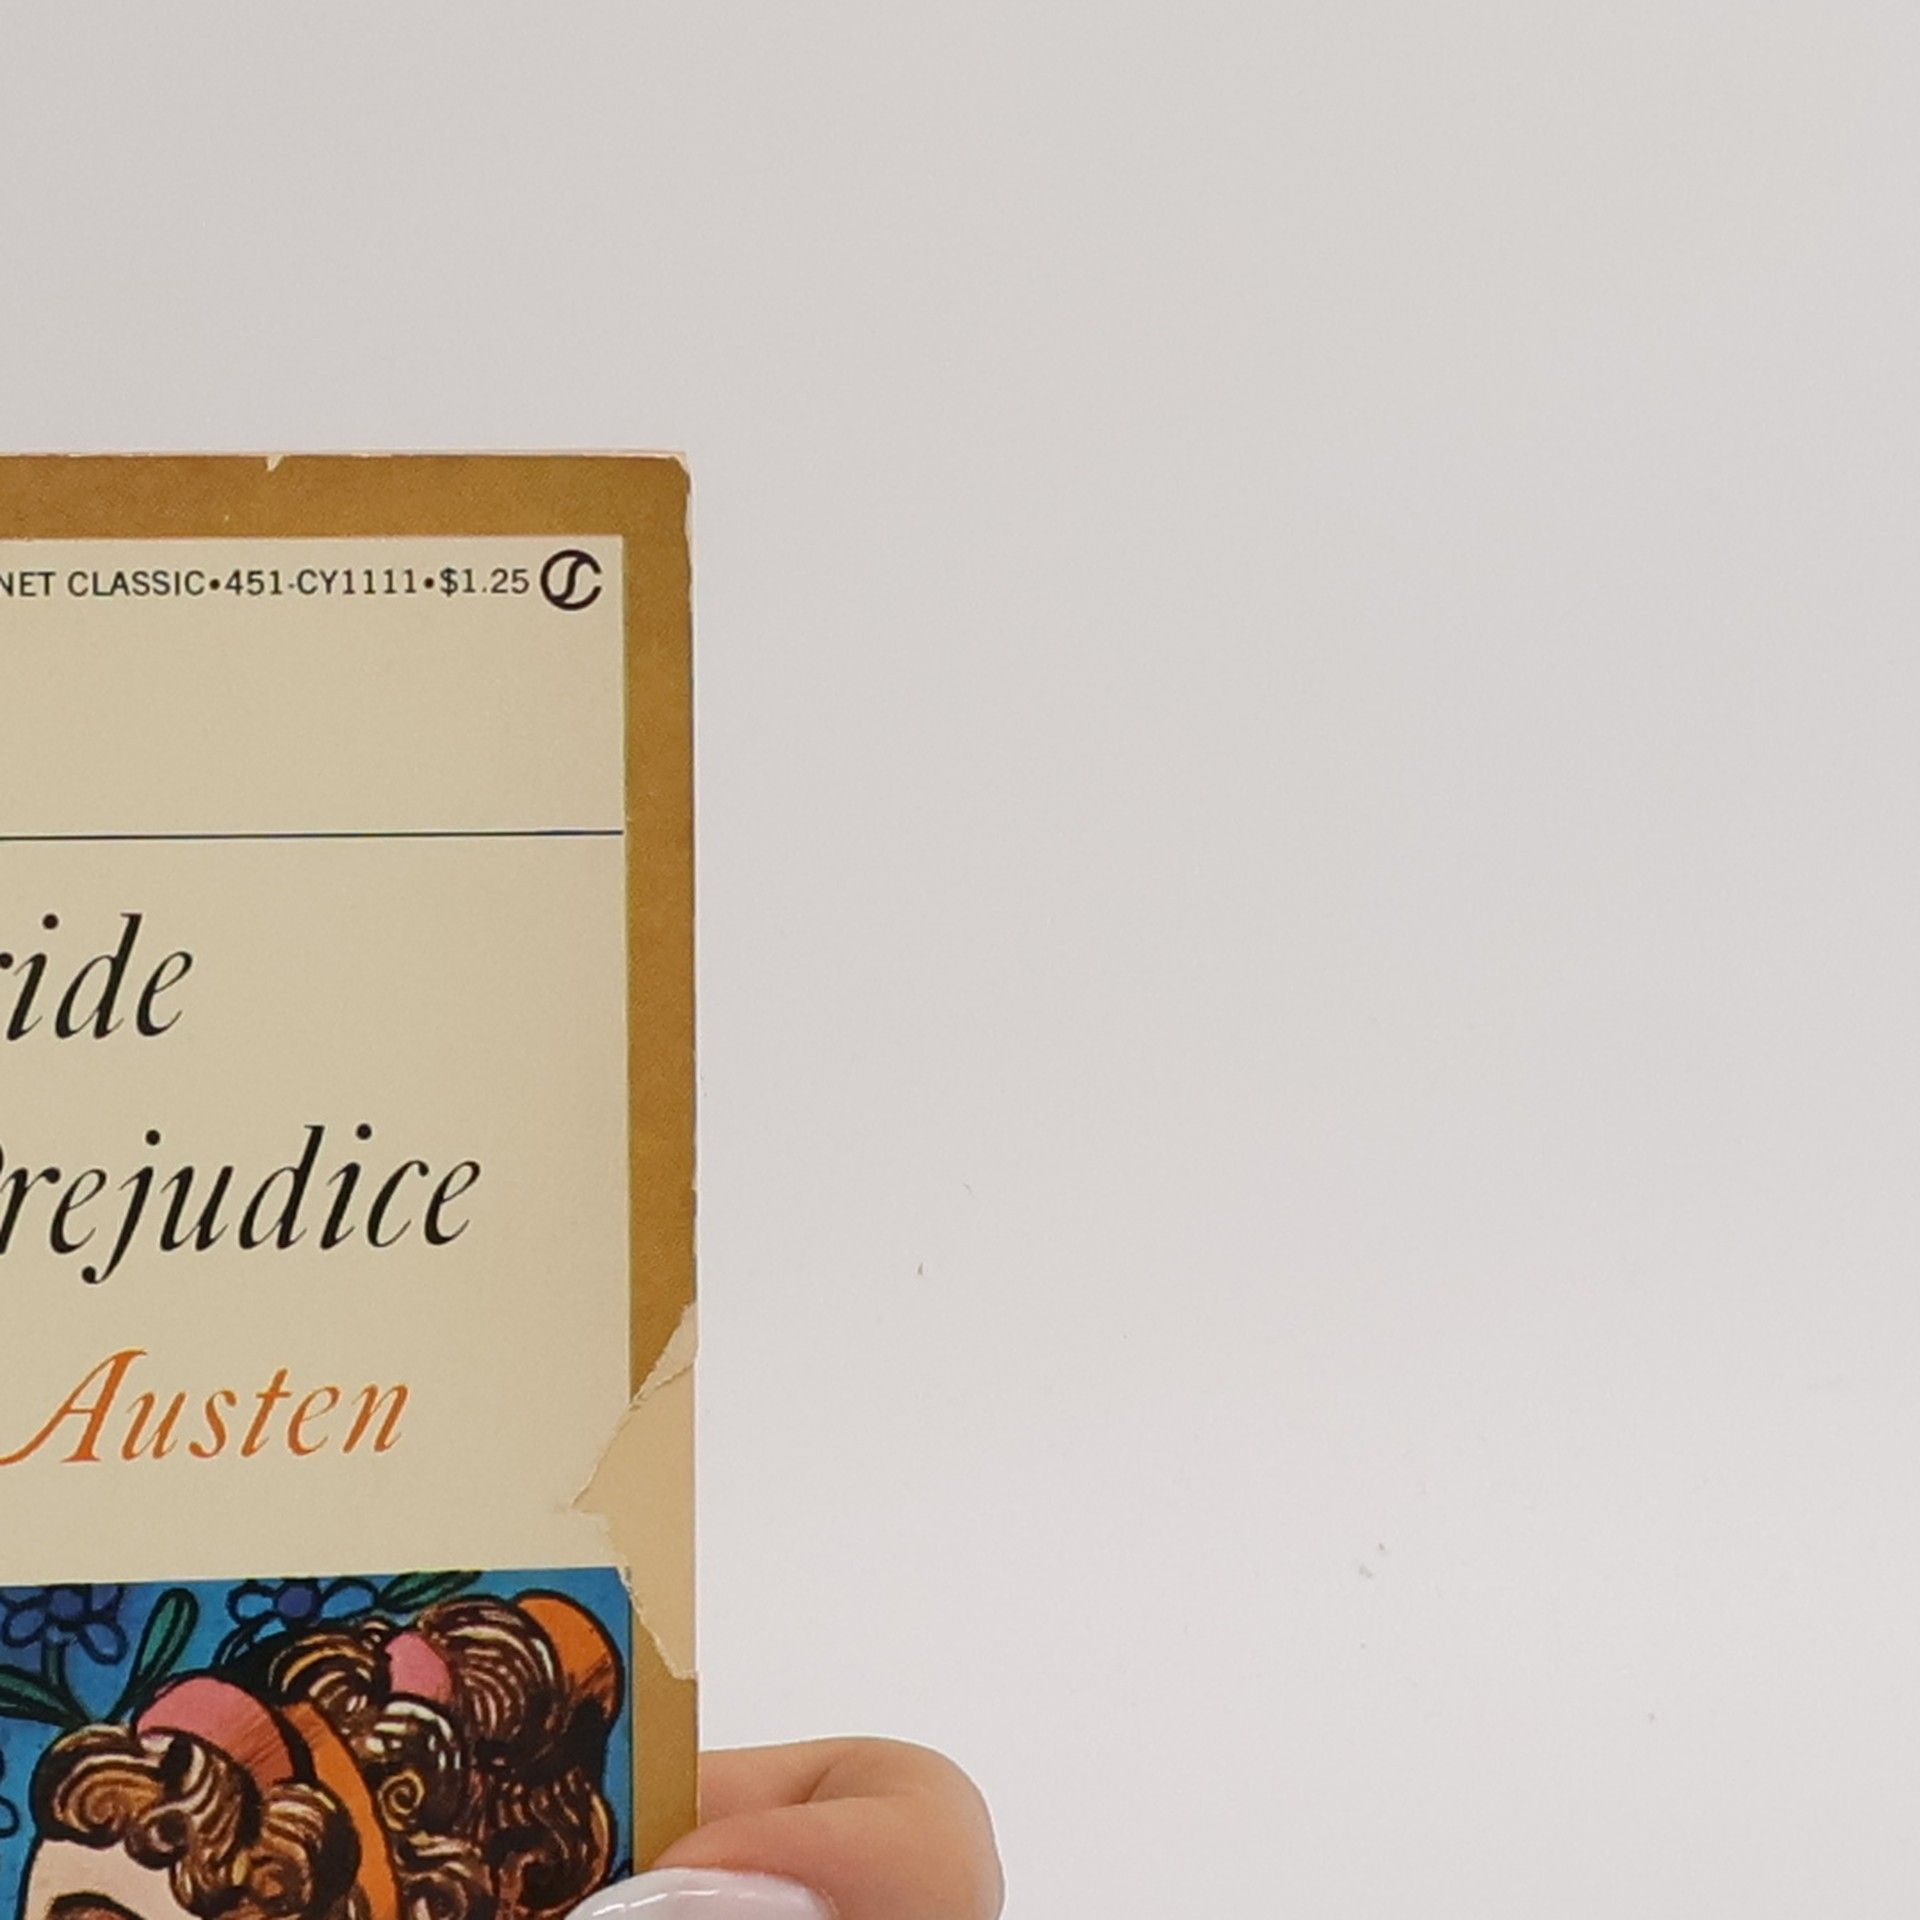 NET CLASSIC•451-CY1111•$1.25
ride
Prejudice
Austen